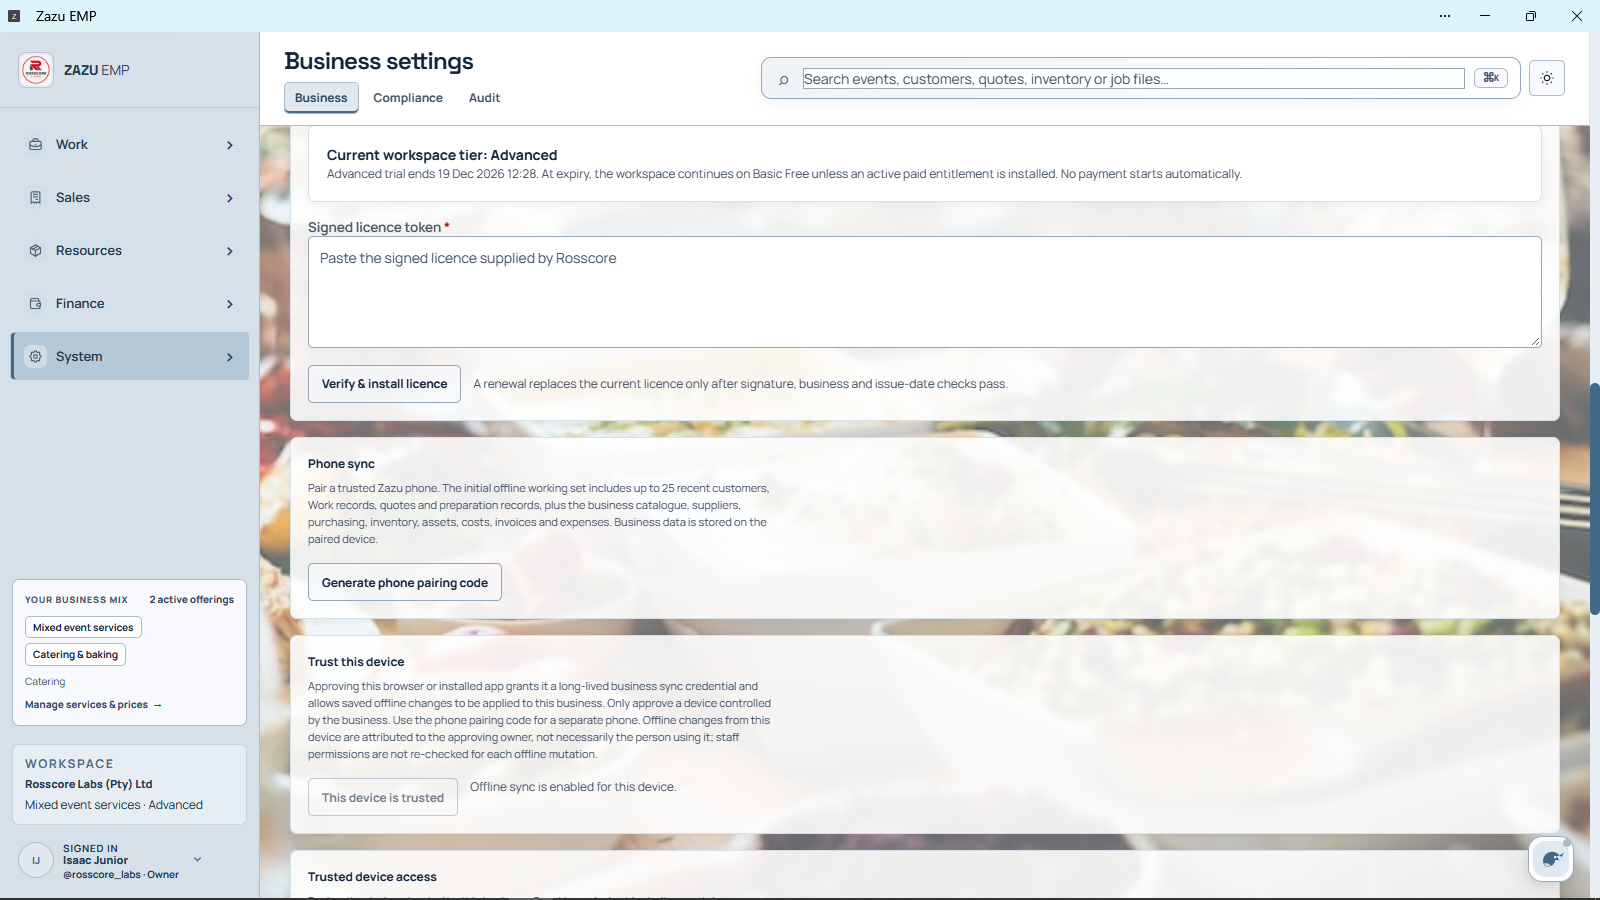 Zazu EMP
ROSSCORE
ZAZU EMP
Work
Sales
Resources
Finance
System
YOUR BUSINESS MIX 2 active offerings
Mixed event services
Catering & baking
Catering
Manage services & prices →
WORKSPACE
Rosscore Labs (Pty) Ltd
Mixed event services · Advanced
IJ
SIGNED IN
Isaac Junior
@rosscore_labs · Owner
Business settings
Business Compliance Audit
Search events, customers, quotes, inventory or job files...
⌘K
Current workspace tier: Advanced
Advanced trial ends 19 Dec 2026 12:28. At expiry, the workspace continues on Basic Free unless an active paid entitlement is installed. No payment starts automatically.
Signed licence token *
Paste the signed licence supplied by Rosscore
Verify & install licence
A renewal replaces the current licence only after signature, business and issue-date checks pass.
Phone sync
Pair a trusted Zazu phone. The initial offline working set includes up to 25 recent customers,
Work records, quotes and preparation records, plus the business catalogue, suppliers,
purchasing, inventory, assets, costs, invoices and expenses. Business data is stored on the
paired device.
Generate phone pairing code
Trust this device
Approving this browser or installed app grants it a long-lived business sync credential and
allows saved offline changes to be applied to this business. Only approve a device controlled
by the business. Use the phone pairing code for a separate phone. Offline changes from this
device are attributed to the approving owner, not necessarily the person using it; staff
permissions are not re-checked for each offline mutation.
This device is trusted
Offline sync is enabled for this device.
Trusted device access